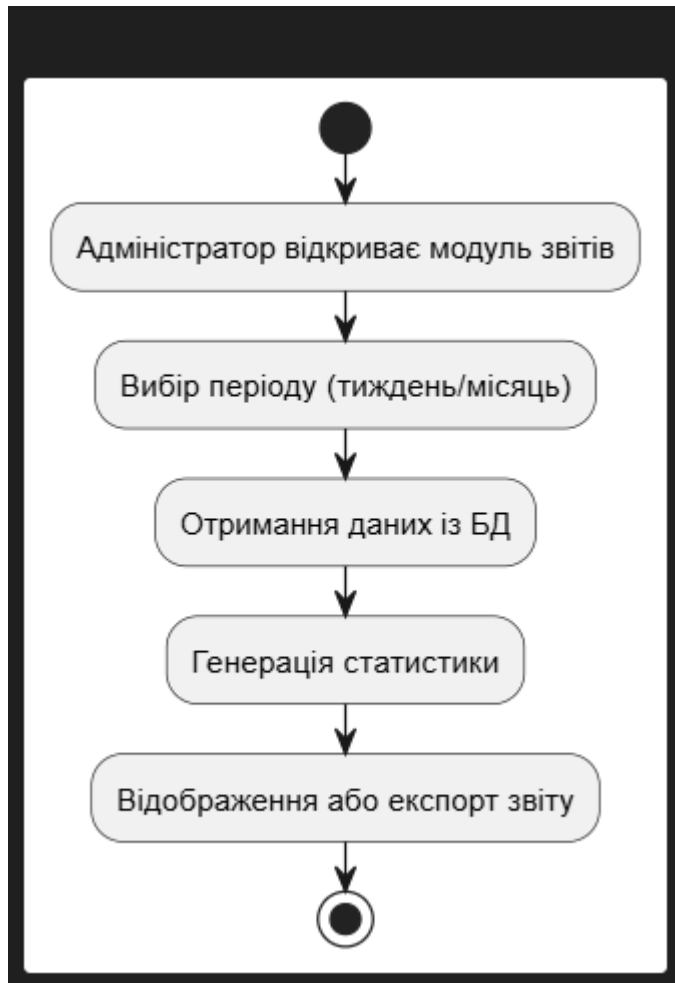 Адміністратор відкриває модуль звітів
Вибір періоду (тиждень/місяць)
Отримання даних із БД
Генерація статистики
Відображення або експорт звіту